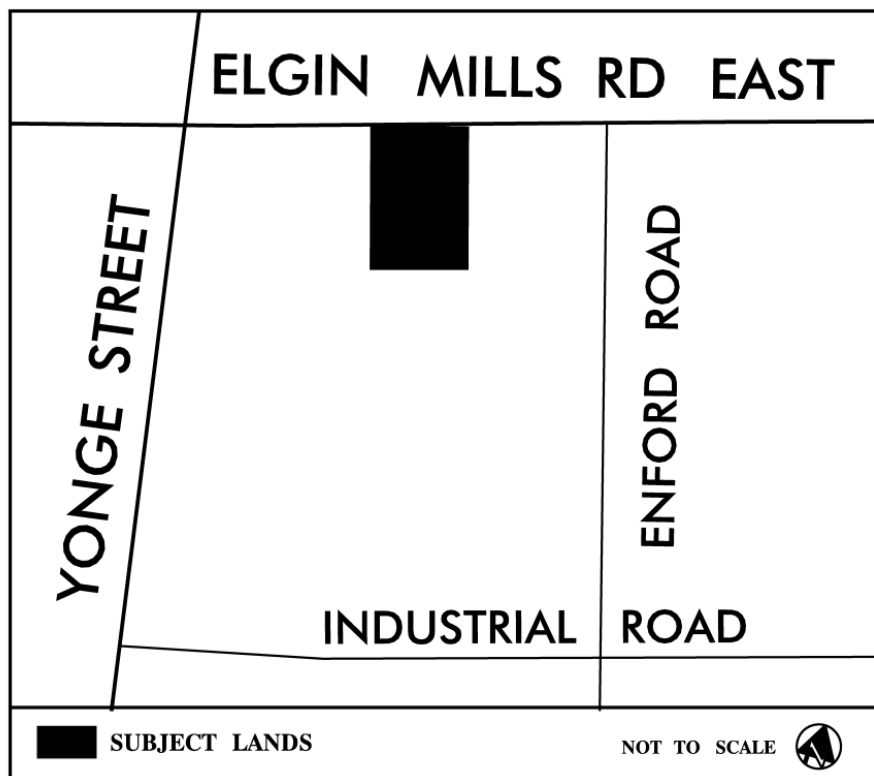 ELGIN MILLS RD EAST
YONGE STREET
ENFORD ROAD
INDUSTRIAL ROAD
SUBJECT LANDS
NOT TO SCALE